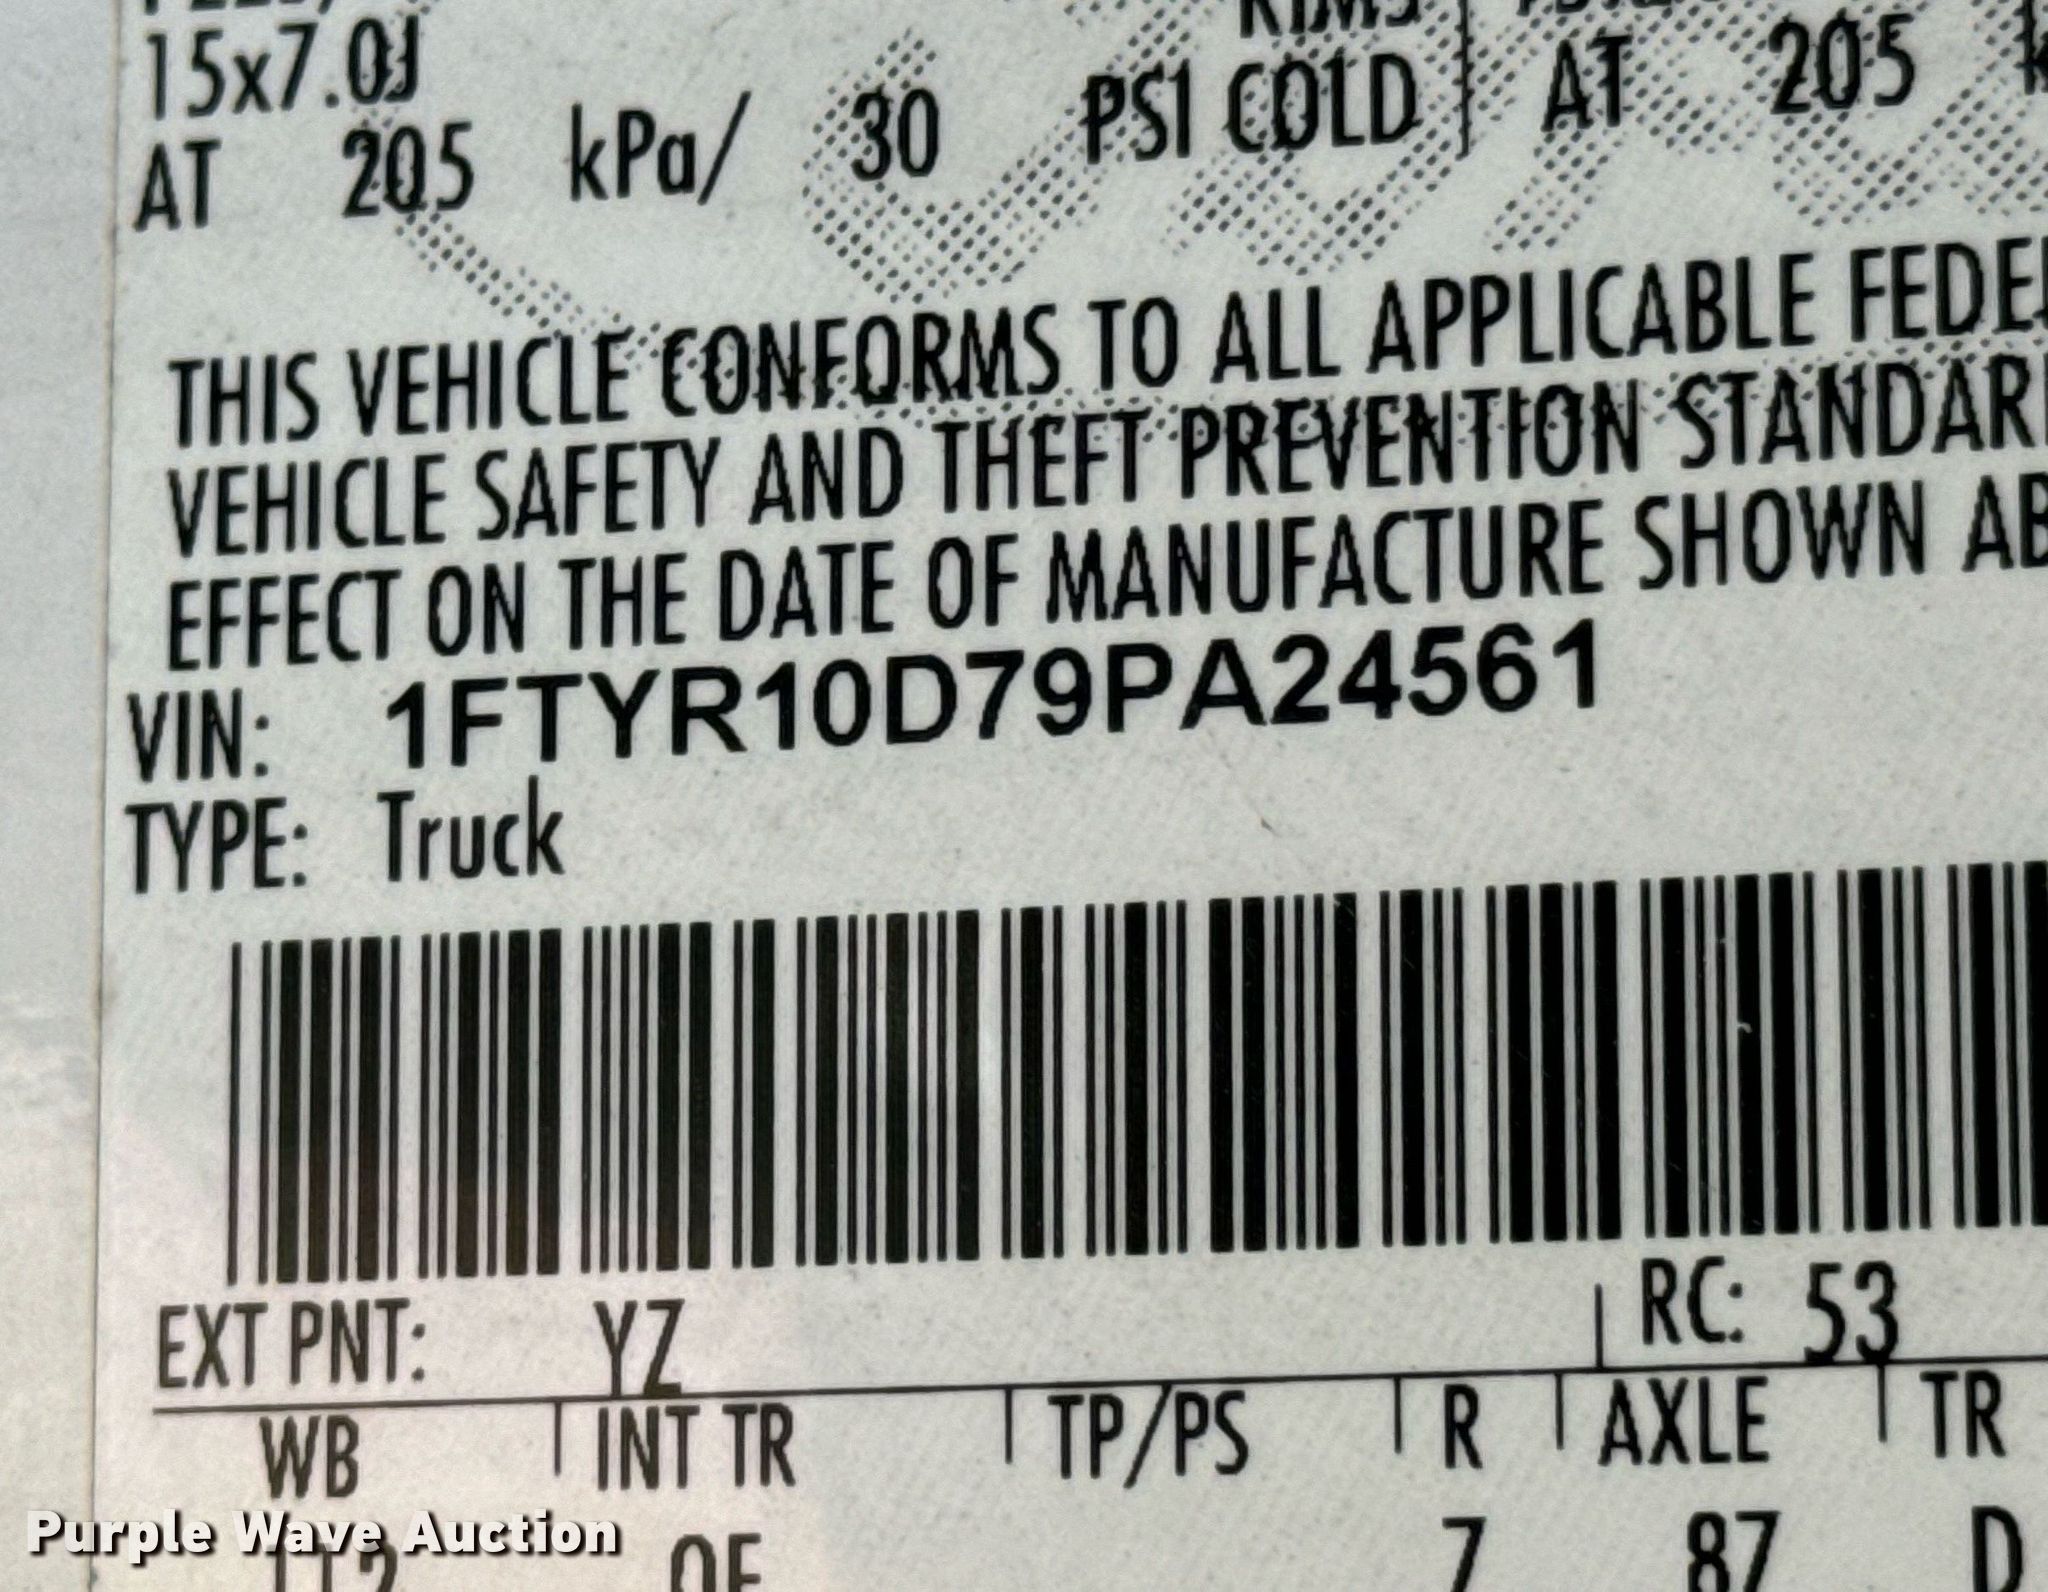 15x7.0J
RIMS
AT 205 kPa/ 30 PSI COLD
AT 205
THIS VEHICLE CONFORMS TO ALL APPLICABLE
VEHICLE SAFETY AND THEFT PREVENTION
EFFECT ON THE DATE OF MANUFACTURE SHOWN
VIN: 1FTYR10D79PA24561
TYPE: Truck
EXT PNT: YZ
RC: 53
WB INT TR TP/PS R AXLE TR
7 87 D
Purple Wave Auction